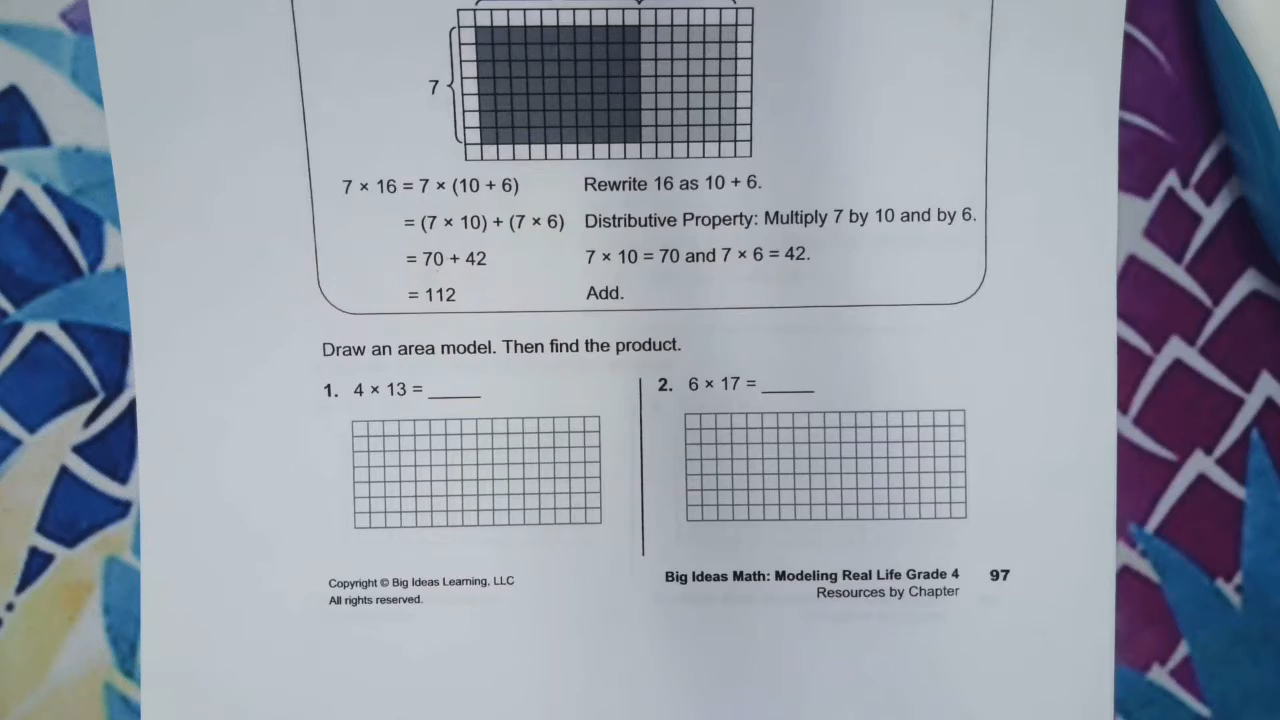 7
7 × 16 = 7 × (10 + 6) Rewrite 16 as 10 + 6.
= (7 × 10) + (7 × 6) Distributive Property: Multiply 7 by 10 and by 6.
= 70 + 42 7 × 10 = 70 and 7 × 6 = 42.
= 112 Add.
Draw an area model. Then find the product.
1. 4 × 13 = _____
2. 6 × 17 = _____
Copyright © Big Ideas Learning, LLC
All rights reserved.
Big Ideas Math: Modeling Real Life Grade 4 97
Resources by Chapter